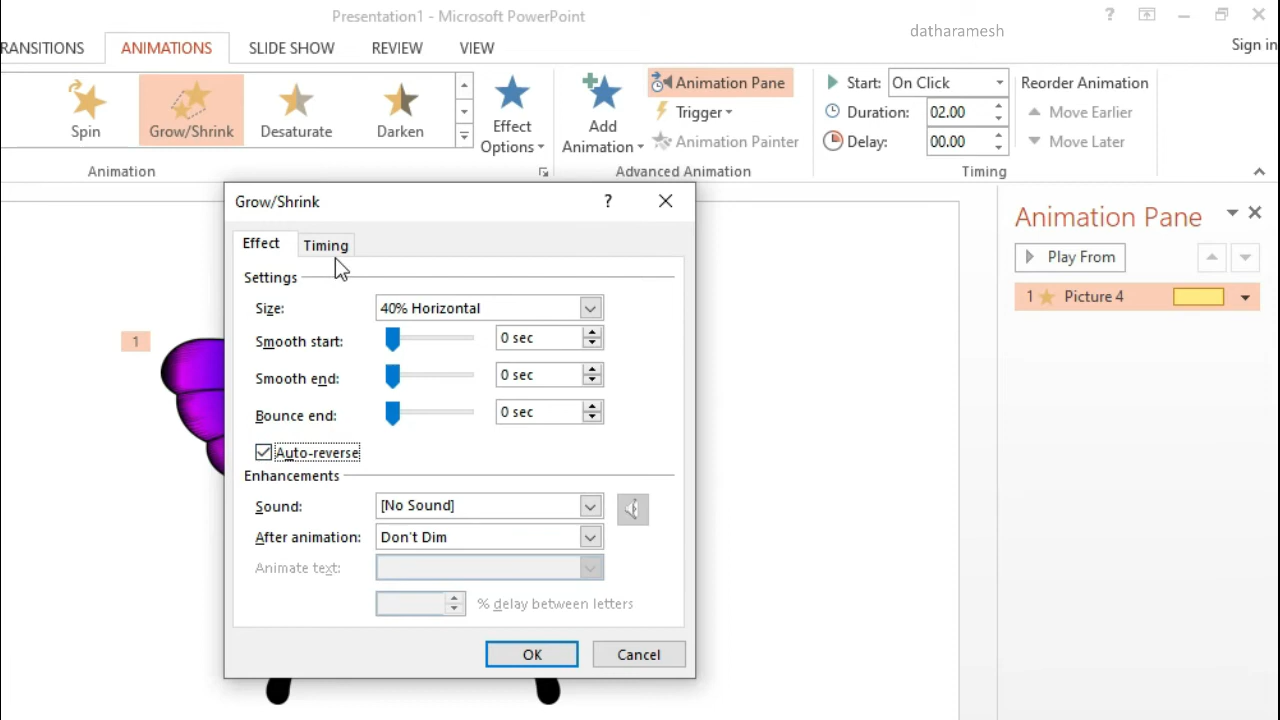 Presentation1 - Microsoft PowerPoint
?
datharamesh
RANSITIONS ANIMATIONS SLIDE SHOW REVIEW VIEW Sign in
Spin Grow/Shrink Desaturate Darken
Effect Options
Add Animation
Animation Pane
Trigger
Animation Painter
Start: On Click
Duration: 02.00
Delay: 00.00
Reorder Animation
Move Earlier
Move Later
Animation Advanced Animation Timing
Grow/Shrink ?
Effect Timing
Settings
Size: 40% Horizontal
Smooth start: 0 sec
Smooth end: 0 sec
Bounce end: 0 sec
Auto-reverse
Enhancements
Sound: [No Sound]
After animation: Don't Dim
Animate text:
% delay between letters
OK Cancel
Animation Pane
Play From
1 Picture 4
1